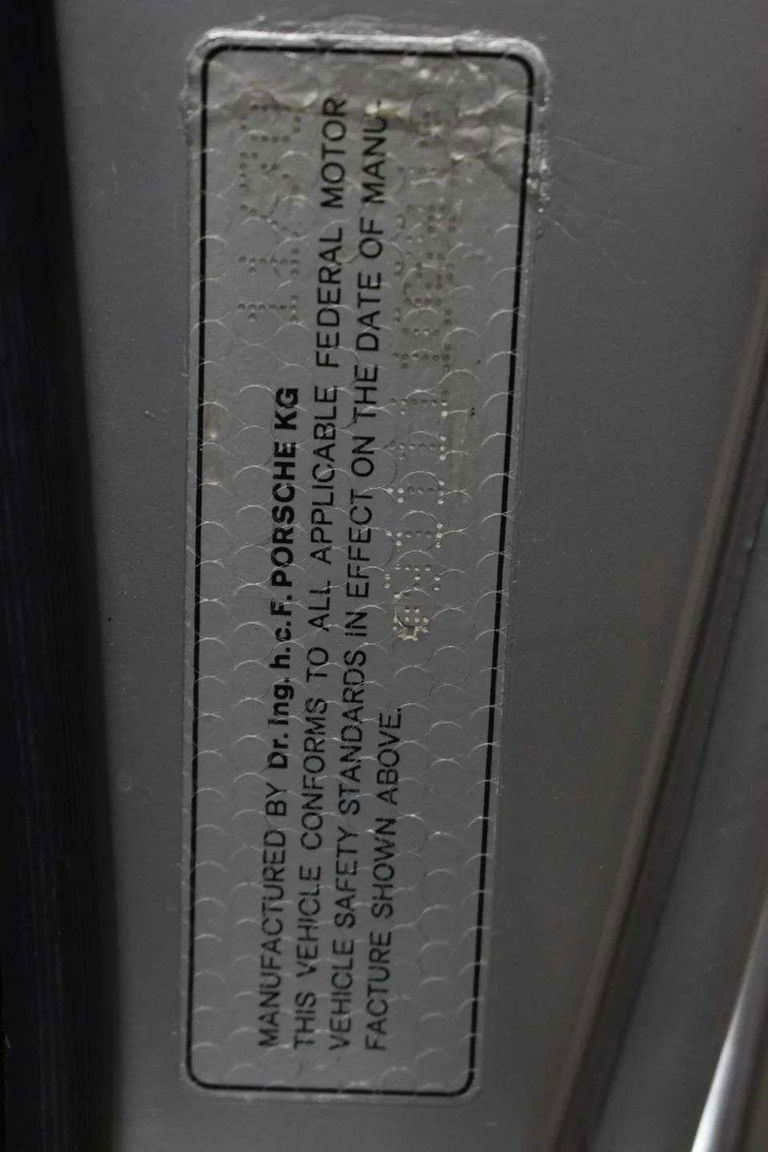 MANUFACTURED BY Dr. Ing. h. c. F. PORSCHE KG
THIS VEHICLE CONFORMS TO ALL APPLICABLE FEDERAL MOTOR
VEHICLE SAFETY STANDARDS IN EFFECT ON THE DATE OF MANU-
FACTURE SHOWN ABOVE.